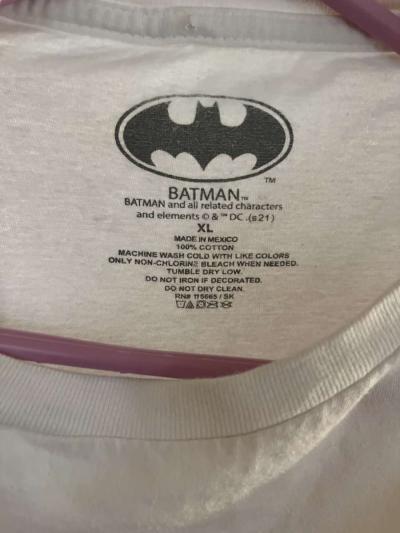 ™
BATMAN™
BATMAN and all related characters
and elements © & ™ DC .(s21)
XL
MADE IN MEXICO
100% COTTON
MACHINE WASH COLD WITH LIKE COLORS
ONLY NON-CHLORINE BLEACH WHEN NEEDED.
TUMBLE DRY LOW.
DO NOT IRON IF DECORATED.
DO NOT DRY CLEAN.
RN# 115665 / SK